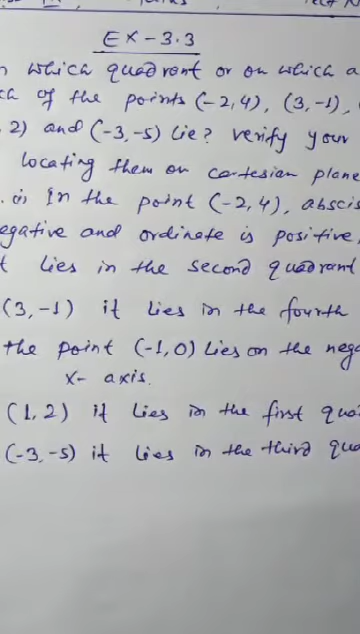 EX-3.3
which quadrant or on which a
of the points (-2,4), (3,-1),
2) and (-3,-5) lie? verify your
locating them on cartesian plane
in the point (-2,4), abscis
egative and ordinate is positive,
lies in the second quadrant
(3,-1) it lies in the fourth
the point (-1,0) Lies on the nega
X- axis.
(1,2) it lies in the first qua
(-3,-5) it lies in the third qua